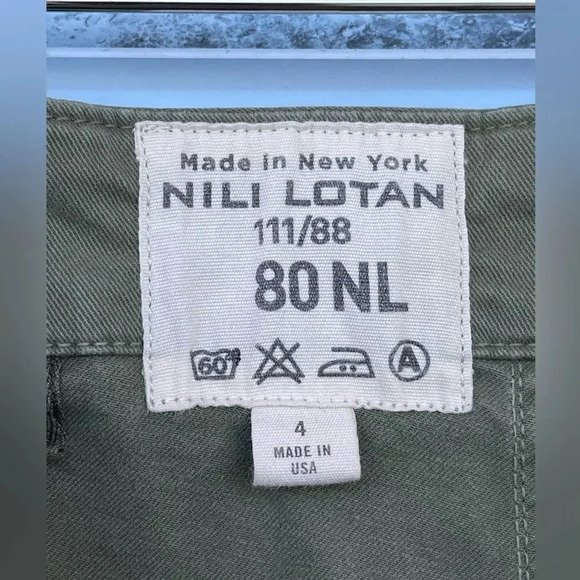 Made in New York
NILI LOTAN
111/88
80 NL
60° A
4
MADE IN
USA